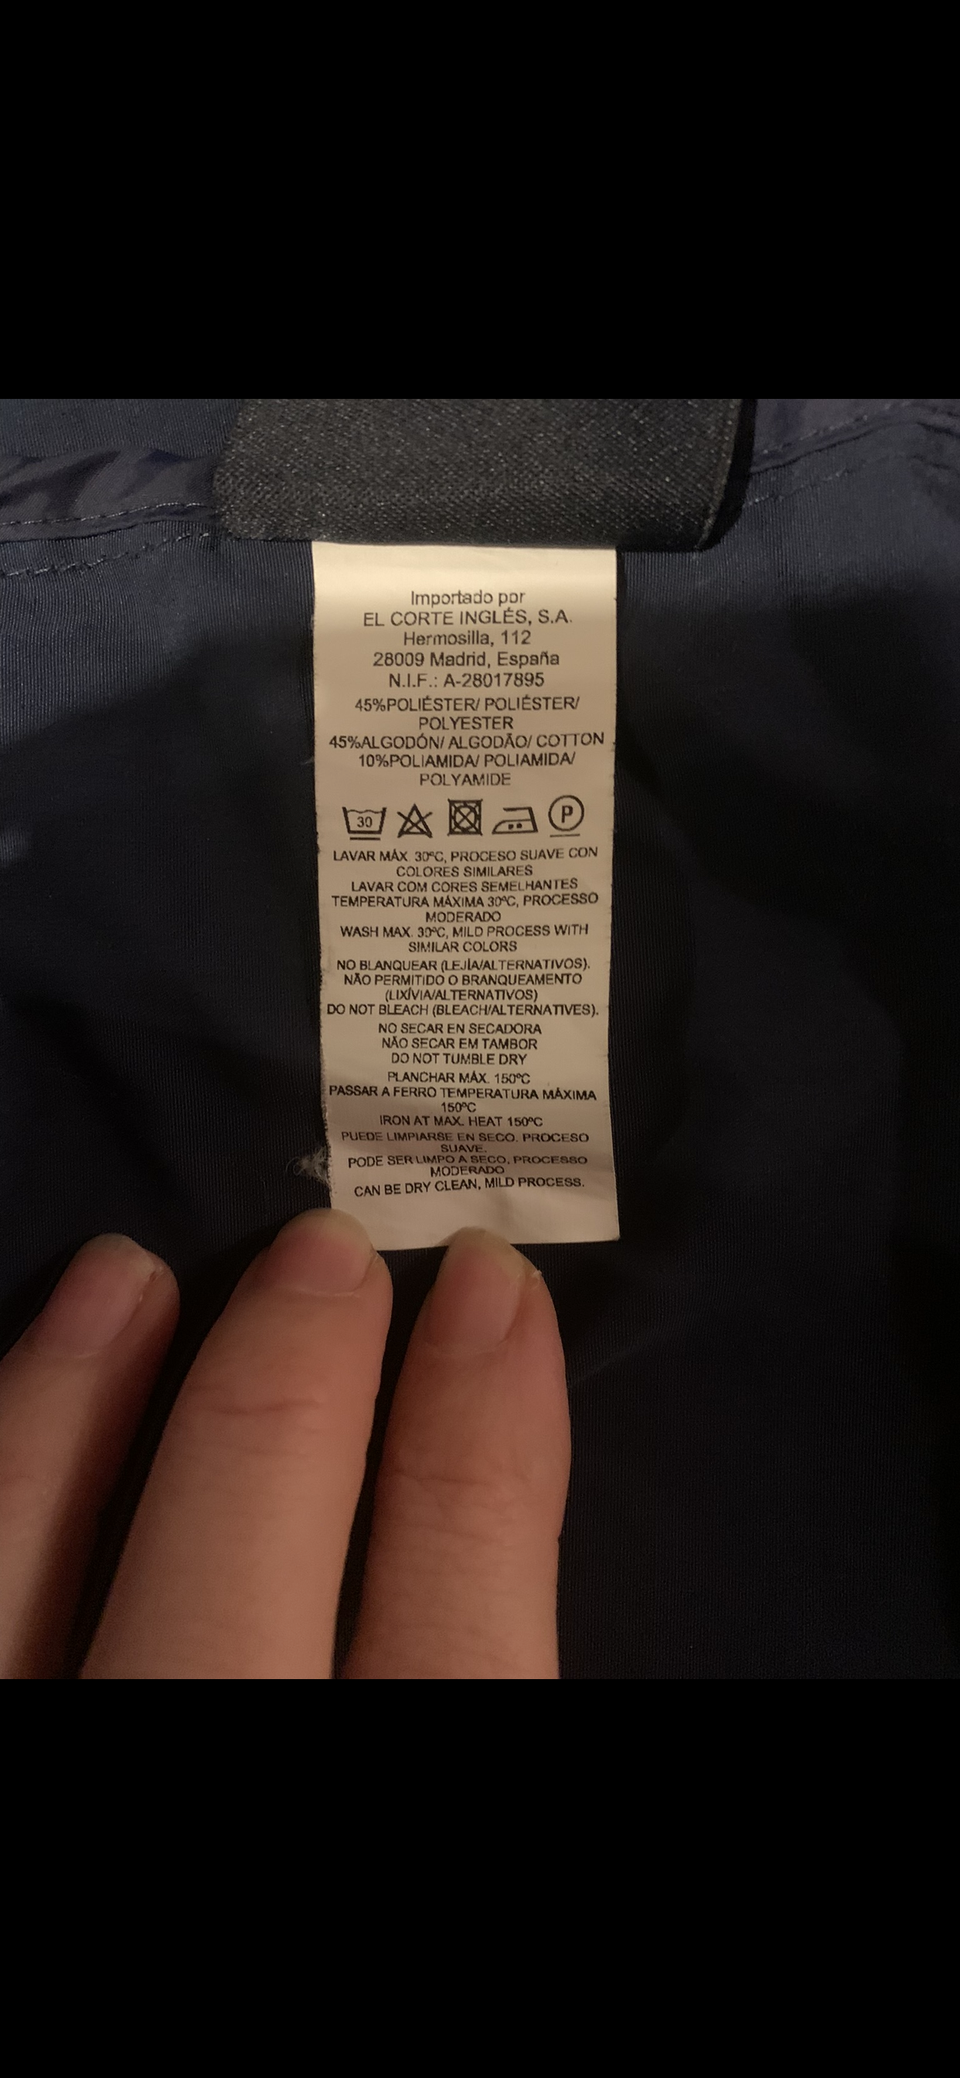 Importado por
EL CORTE INGLÉS, S.A.
Hermosilla, 112
28009 Madrid, España
N.I.F.: A-28017895
45%POLIÉSTER/ POLIÉSTER/
POLYESTER
45%ALGODÓN/ ALGODÃO/ COTTON
10%POLIAMIDA/ POLIAMIDA/
POLYAMIDE
30 P
LAVAR MÁX. 30ºC, PROCESO SUAVE CON
COLORES SIMILARES
LAVAR COM CORES SEMELHANTES
TEMPERATURA MÁXIMA 30ºC, PROCESSO
MODERADO
WASH MAX. 30ºC, MILD PROCESS WITH
SIMILAR COLORS
NO BLANQUEAR (LEJÍA/ALTERNATIVOS).
NÃO PERMITIDO O BRANQUEAMENTO
(LIXÍVIA/ALTERNATIVOS)
DO NOT BLEACH (BLEACH/ALTERNATIVES).
NO SECAR EN SECADORA
NÃO SECAR EM TAMBOR
DO NOT TUMBLE DRY
PLANCHAR MÁX. 150ºC
PASSAR A FERRO TEMPERATURA MÁXIMA
150ºC
IRON AT MAX. HEAT 150ºC
PUEDE LIMPIARSE EN SECO. PROCESO
SUAVE.
PODE SER LIMPO A SECO, PROCESSO
MODERADO
CAN BE DRY CLEAN, MILD PROCESS.